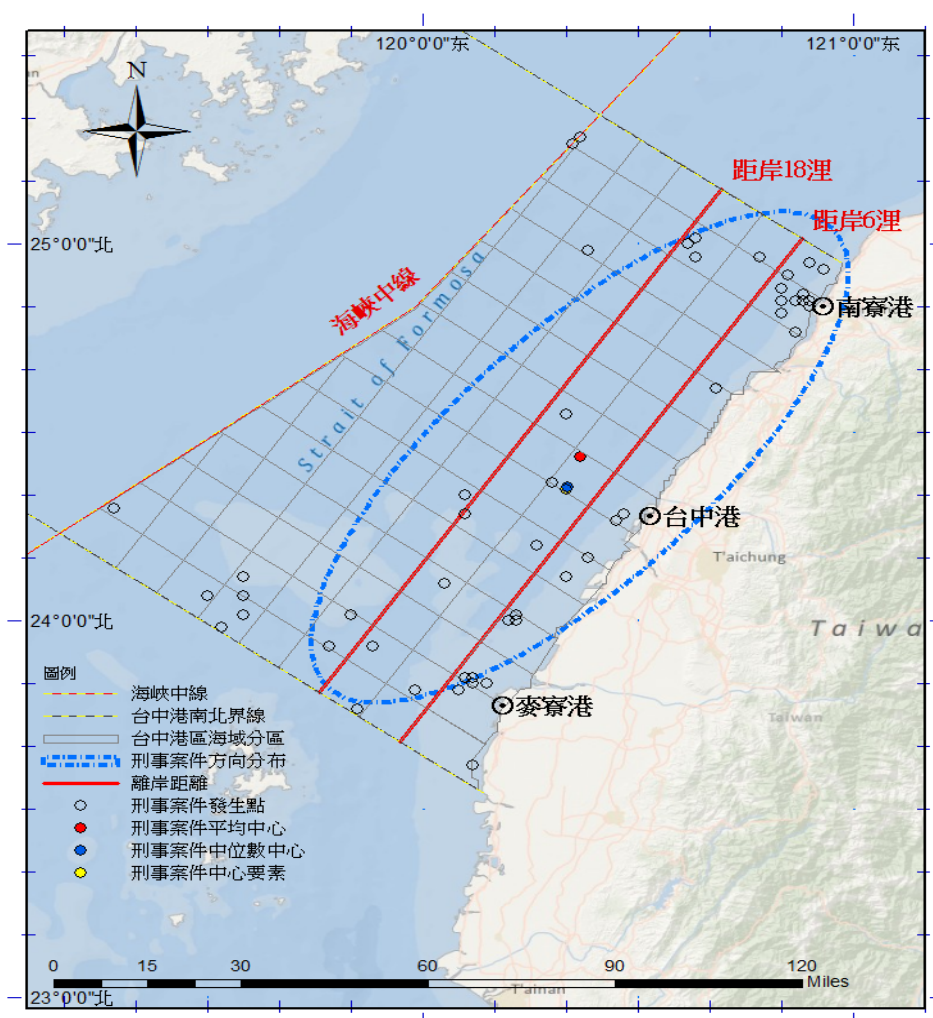 120°0'0"东
121°0'0"东
N
距岸18浬
距岸6浬
25°0'0"北
海峽中線
Strait of Formosa
南寮港
台中港
T'aichung
24°0'0"北
Taiwa
圖例
海峽中線
台中港南北界線
台中港區海域分區
刑事案件方向分布
離岸距離
刑事案件發生點
刑事案件平均中心
刑事案件中位數中心
刑事案件中心要素
麥寮港
Taiwan
0 15 30 60 90 120
Miles
T'ainan
23°0'0"北